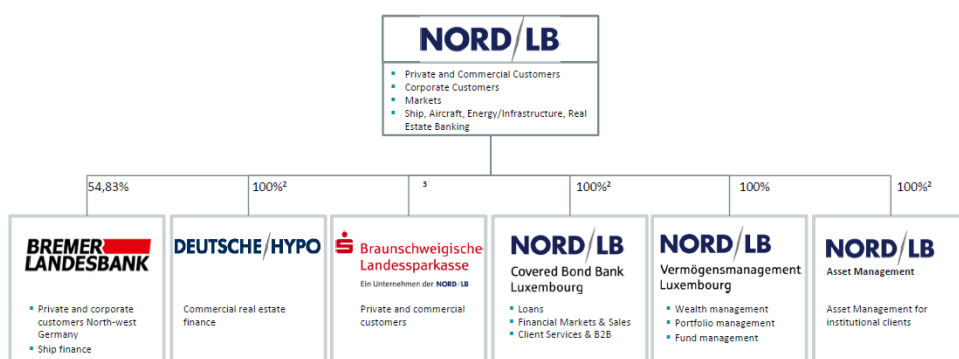 NORD/LB
▪ Private and Commercial Customers
▪ Corporate Customers
▪ Markets
▪ Ship, Aircraft, Energy/Infrastructure, Real
Estate Banking
54,83%
100%²
³
100%²
100%
100%²
BREMER
LANDESBANK
▪ Private and corporate
customers North-west
Germany
▪ Ship finance
DEUTSCHE/HYPO
Commercial real estate
finance
Braunschweigische
Landessparkasse
Ein Unternehmen der NORD/LB
Private and commercial
customers
NORD/LB
Covered Bond Bank
Luxembourg
▪ Loans
▪ Financial Markets & Sales
▪ Client Services & B2B
NORD/LB
Vermögensmanagement
Luxembourg
▪ Wealth management
▪ Portfolio management
▪ Fund management
NORD/LB
Asset Management
Asset Management for
institutional clients